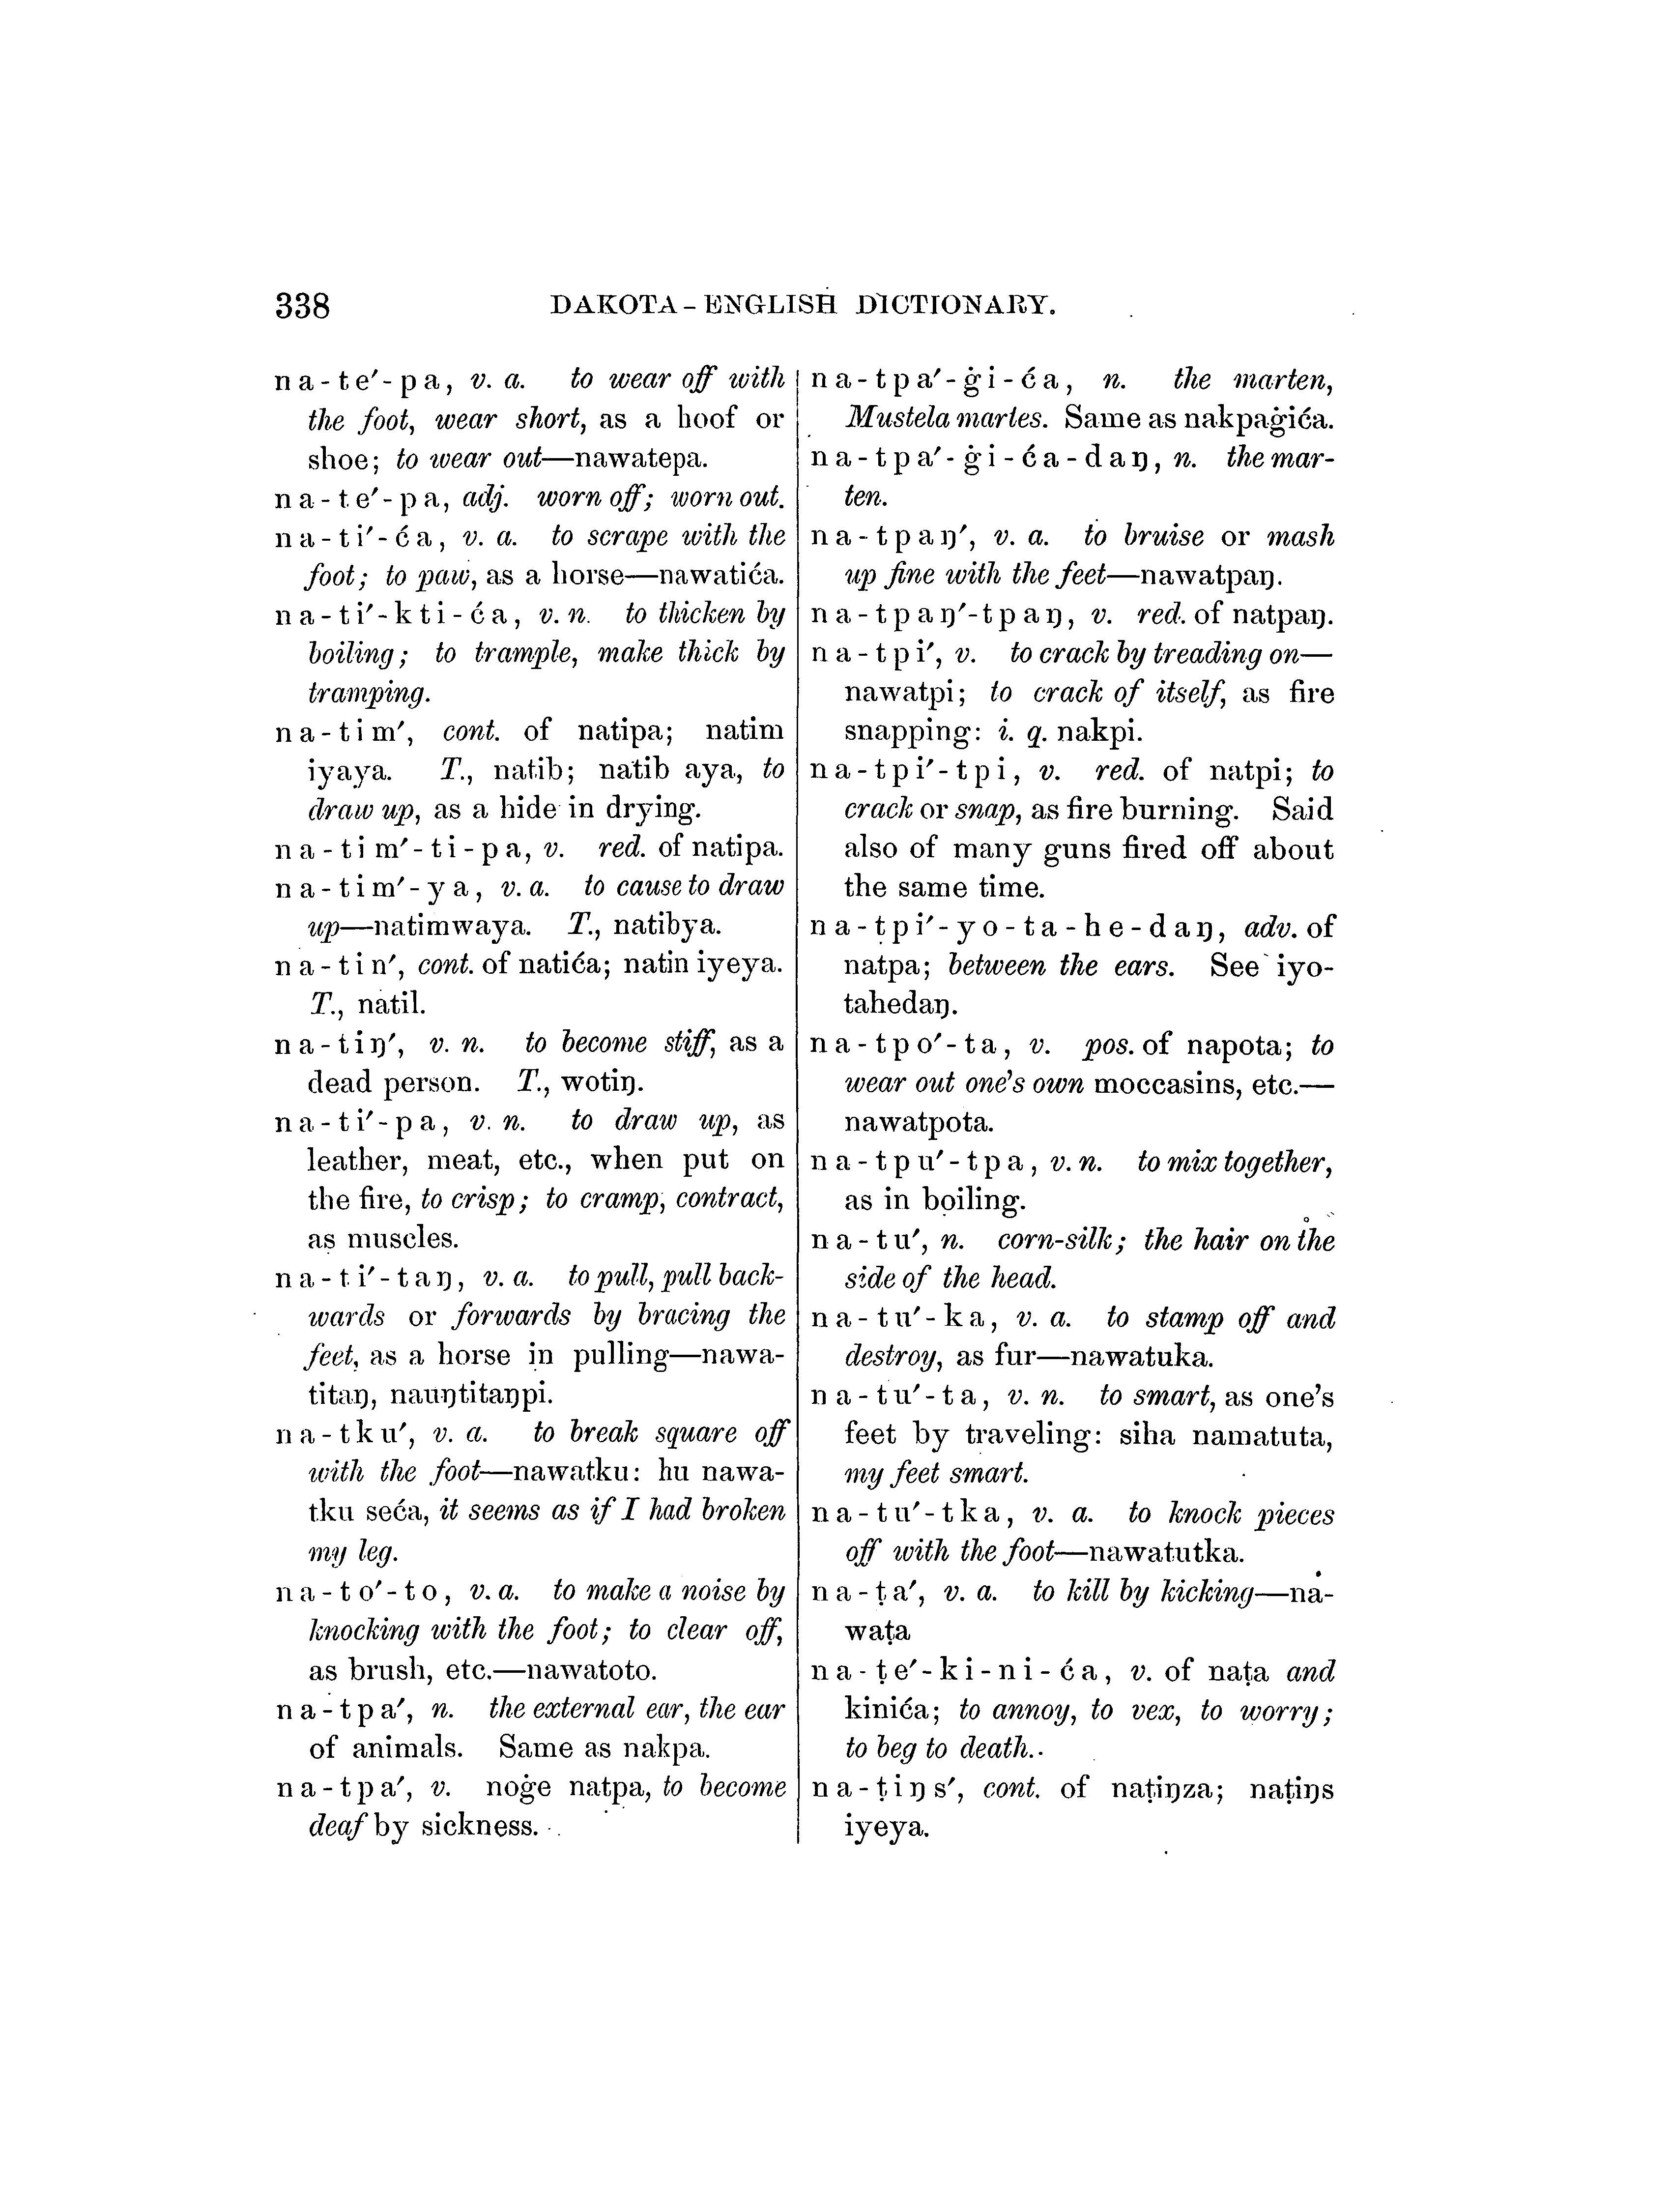 338 DAKOTA-ENGLISH DICTIONARY.
na-te′-pa, v. a. to wear off with
the foot, wear short, as a hoof or
shoe; to wear out—nawatepa.
na-te′-pa, adj. worn off; worn out.
na-ti′-ća, v. a. to scrape with the
foot; to paw, as a horse—nawatića.
na-ti′-kti-ća, v. n. to thicken by
boiling; to trample, make thick by
tramping.
na-tim′, cont. of natipa; natim
iyaya. T., natib; natib aya, to
draw up, as a hide in drying.
na-tim′-ti-pa, v. red. of natipa.
na-tim′-ya, v. a. to cause to draw
up—natimwaya. T., natibya.
na-tin′, cont. of natića; natin iyeya.
T., natil.
na-tiŋ′, v. n. to become stiff, as a
dead person. T., wotiŋ.
na-ti′-pa, v. n. to draw up, as
leather, meat, etc., when put on
the fire, to crisp; to cramp, contract,
as muscles.
na-ti′-taŋ, v. a. to pull, pull back-
wards or forwards by bracing the
feet, as a horse in pulling—nawa-
titaŋ, nauŋtitaŋpi.
na-tku′, v. a. to break square off
with the foot—nawatku: hu nawa-
tku seća, it seems as if I had broken
my leg.
na-to′-to, v. a. to make a noise by
knocking with the foot; to clear off,
as brush, etc.—nawatoto.
na-tpa′, n. the external ear, the ear
of animals. Same as nakpa.
na-tpa′, v. noġe natpa, to become
deaf by sickness.
na-tpa′-ġi-ća, n. the marten,
Mustela martes. Same as nakpaġića.
na-tpa′-ġi-ća-daŋ, n. the mar-
ten.
na-tpaŋ′, v. a. to bruise or mash
up fine with the feet—nawatpaŋ.
na-tpaŋ′-tpaŋ, v. red. of natpaŋ.
na-tpi′, v. to crack by treading on—
nawatpi; to crack of itself, as fire
snapping: i. q. nakpi.
na-tpi′-tpi, v. red. of natpi; to
crack or snap, as fire burning. Said
also of many guns fired off about
the same time.
na-tpi′-yo-ta-he-daŋ, adv. of
natpa; between the ears. See iyo-
tahedaŋ.
na-tpo′-ta, v. pos. of napota; to
wear out one's own moccasins, etc.—
nawatpota.
na-tpu′-tpa, v. n. to mix together,
as in boiling.
na-tu′, n. corn-silk; the hair on the
side of the head.
na-tu′-ka, v. a. to stamp off and
destroy, as fur—nawatuka.
na-tu′-ta, v. n. to smart, as one's
feet by traveling: siha namatuta,
my feet smart.
na-tu′-tka, v. a. to knock pieces
off with the foot—nawatutka.
na-ṭa′, v. a. to kill by kicking—na-
waṭa
na-ṭe′-ki-ni-ća, v. of naṭa and
kinića; to annoy, to vex, to worry;
to beg to death.
na-ṭiŋs′, cont. of naṭiŋza; naṭiŋs
iyeya.